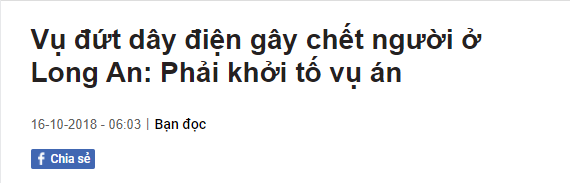 Vụ đứt dây điện gây chết người ở
Long An: Phải khởi tố vụ án
16-10-2018 - 06:03 | Bạn đọc
Chia sẻ